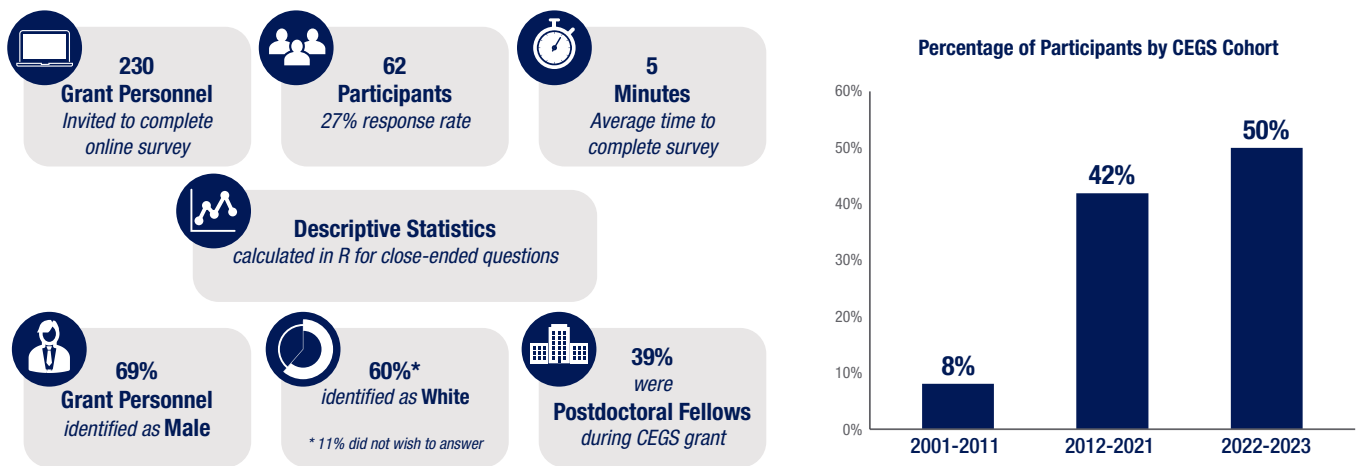 230
Grant Personnel
Invited to complete
online survey
62
Participants
27% response rate
5
Minutes
Average time to
complete survey
Descriptive Statistics
calculated in R for close-ended questions
69%
Grant Personnel
identified as Male
60%*
identified as White
* 11% did not wish to answer
39%
were
Postdoctoral Fellows
during CEGS grant
Percentage of Participants by CEGS Cohort
60%
50%
40%
30%
20%
10%
0%
8%
42%
50%
2001-2011
2012-2021
2022-2023